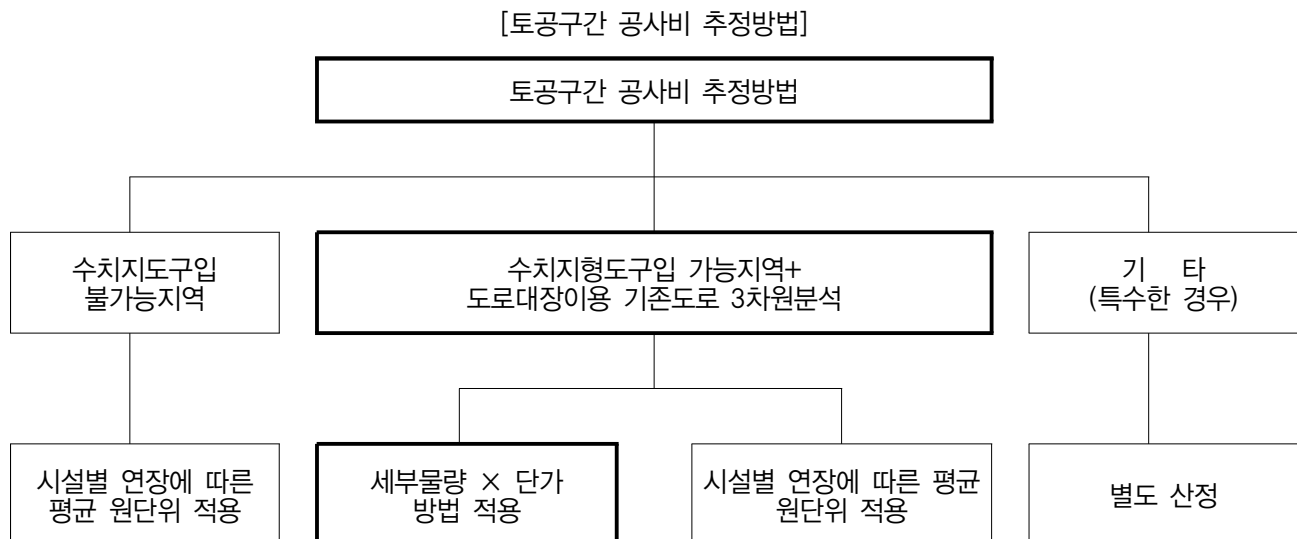 [토공구간 공사비 추정방법]
토공구간 공사비 추정방법
수치지도구입
불가능지역
수치지형도구입 가능지역+
도로대장이용 기존도로 3차원분석
기 타
(특수한 경우)
시설별 연장에 따른
평균 원단위 적용
세부물량 × 단가
방법 적용
시설별 연장에 따른 평균
원단위 적용
별도 산정